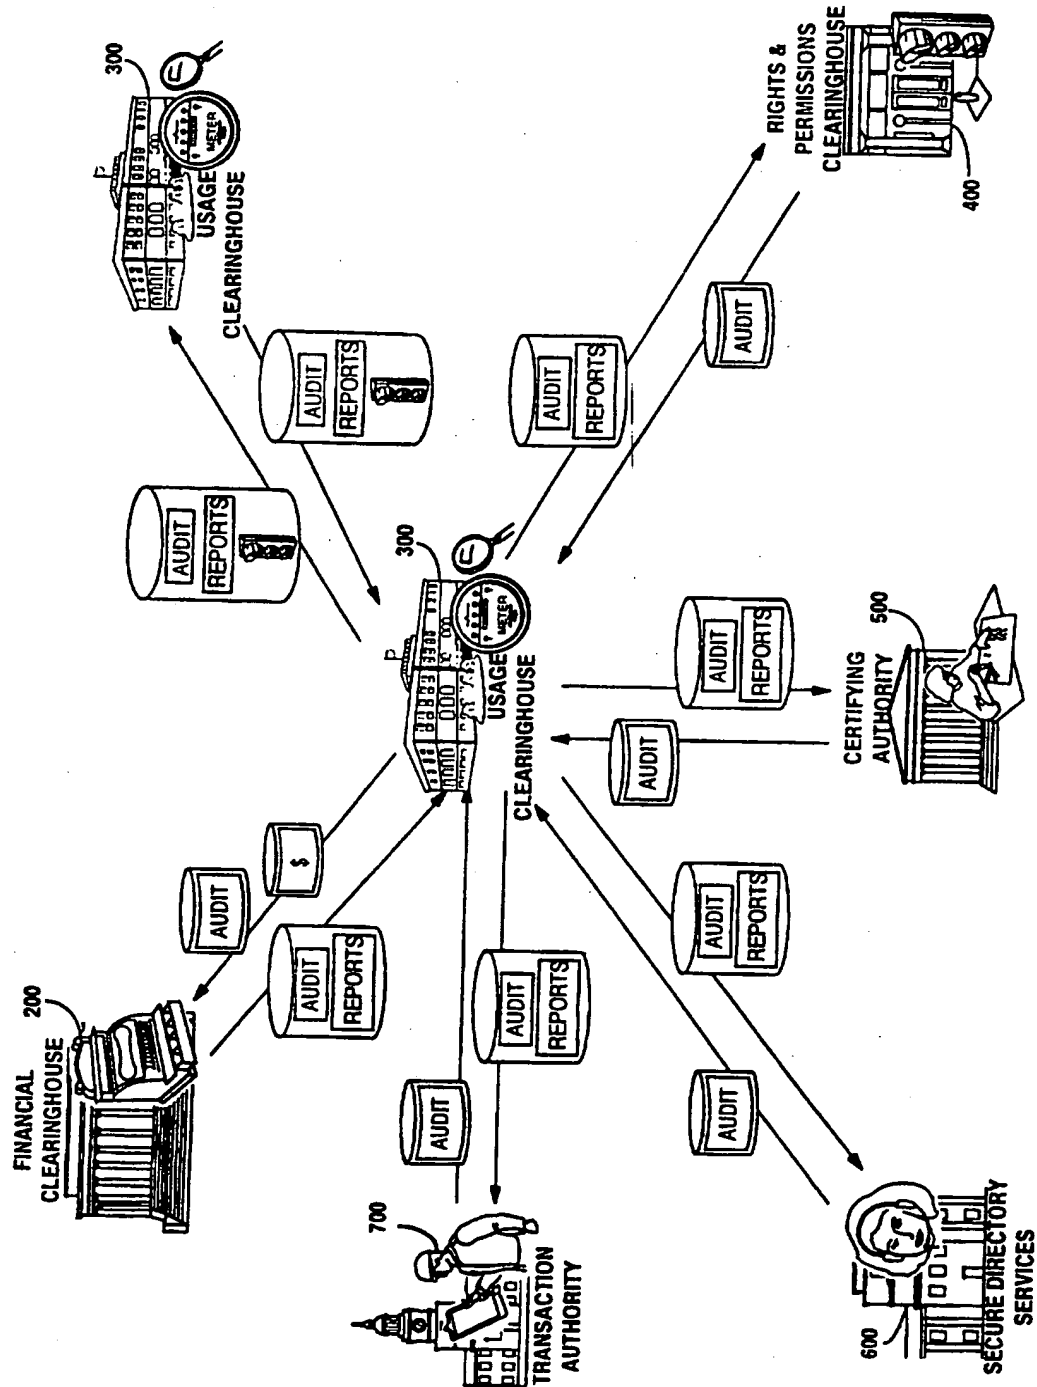 FINANCIAL
CLEARINGHOUSE
200
AUDIT
$
AUDIT
REPORTS
AUDIT
REPORTS
AUDIT
REPORTS
300
METER
USAGE
CLEARINGHOUSE
TRANSACTION
AUTHORITY
700
AUDIT
AUDIT
REPORTS
300
METER
USAGE
CLEARINGHOUSE
AUDIT
REPORTS
AUDIT
RIGHTS &
PERMISSIONS
CLEARINGHOUSE
400
SECURE DIRECTORY
SERVICES
600
AUDIT
AUDIT
REPORTS
AUDIT
AUDIT
REPORTS
CERTIFYING
AUTHORITY
500